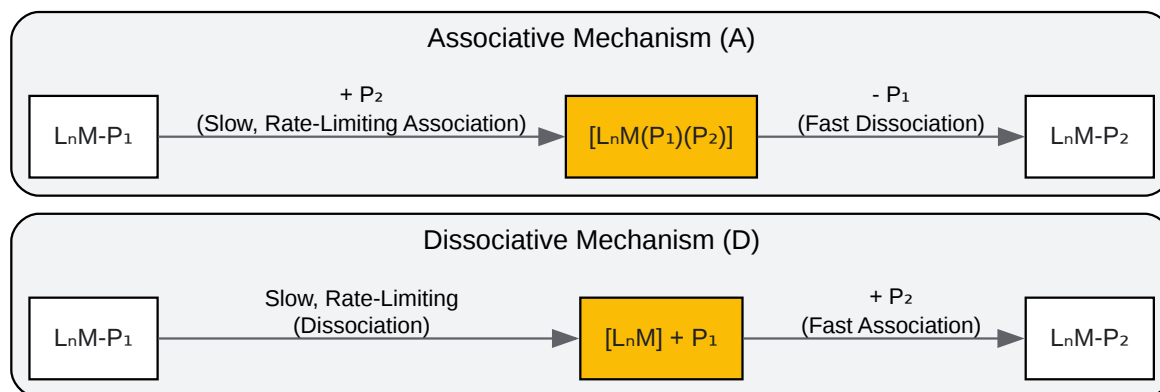 Associative Mechanism (A)
+ P₂
(Slow, Rate-Limiting Association)
- P₁
(Fast Dissociation)
LₙM-P₁
[LₙM(P₁)(P₂)]
LₙM-P₂
Dissociative Mechanism (D)
Slow, Rate-Limiting
(Dissociation)
+ P₂
(Fast Association)
LₙM-P₁
[LₙM] + P₁
LₙM-P₂